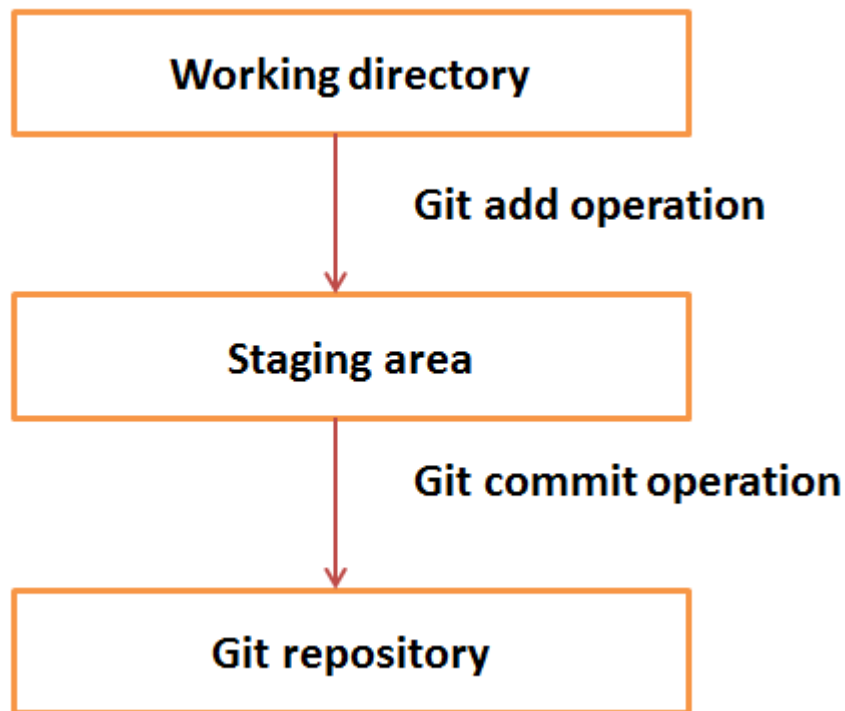 Working directory
Git add operation
Staging area
Git commit operation
Git repository